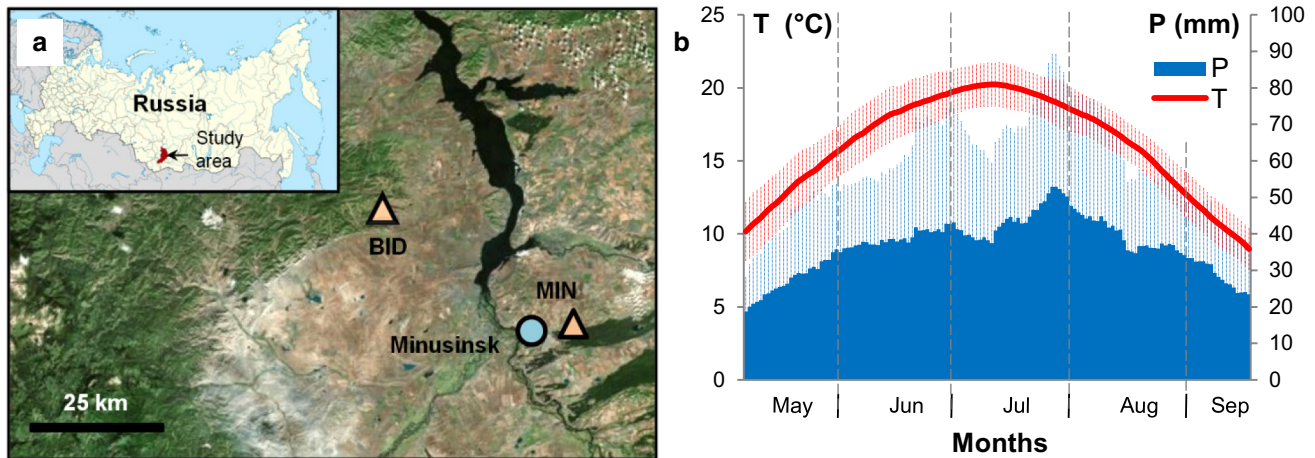 a
Russia
Study
area
BID
MIN
Minusinsk
25 km
b
T (°C)
P (mm)
P
T
25
20
15
10
5
0
100
90
80
70
60
50
40
30
20
10
0
May
Jun
Jul
Aug
Sep
Months